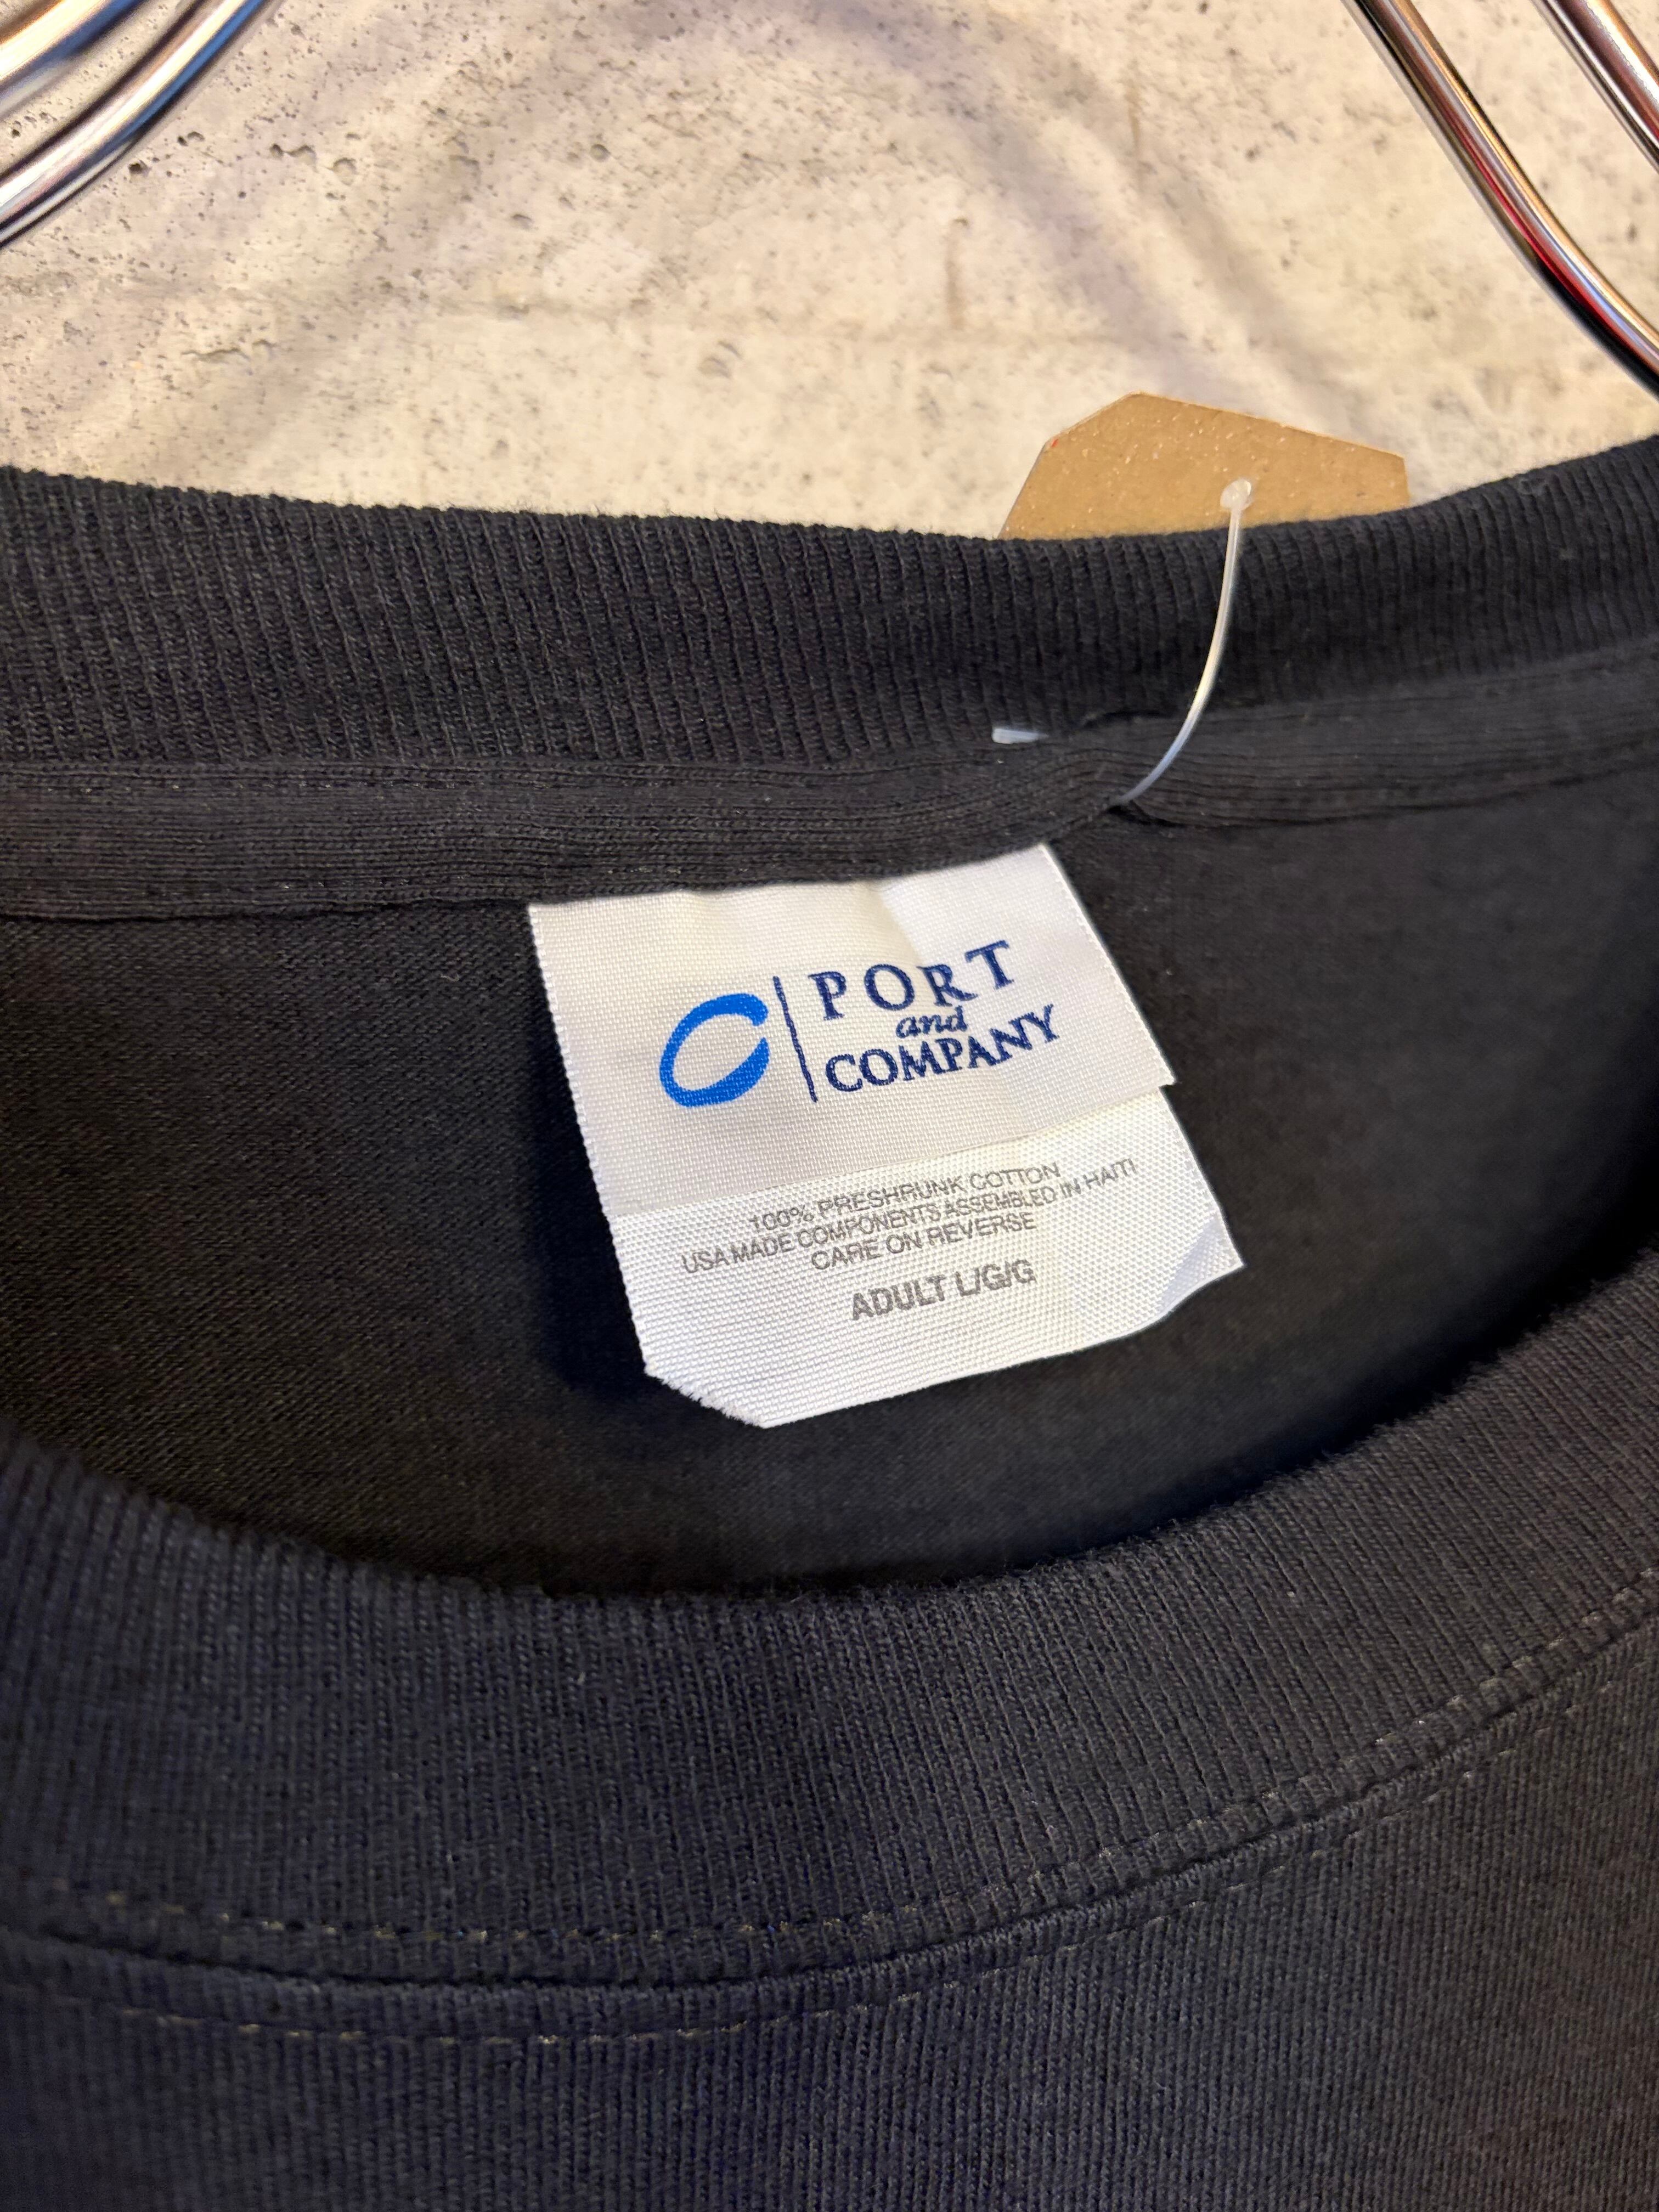 PORT
and
COMPANY
100% PRESHRUNK COTTON
USA MADE COMPONENTS ASSEMBLED IN HAITI
CARE ON REVERSE
ADULT L/G/G